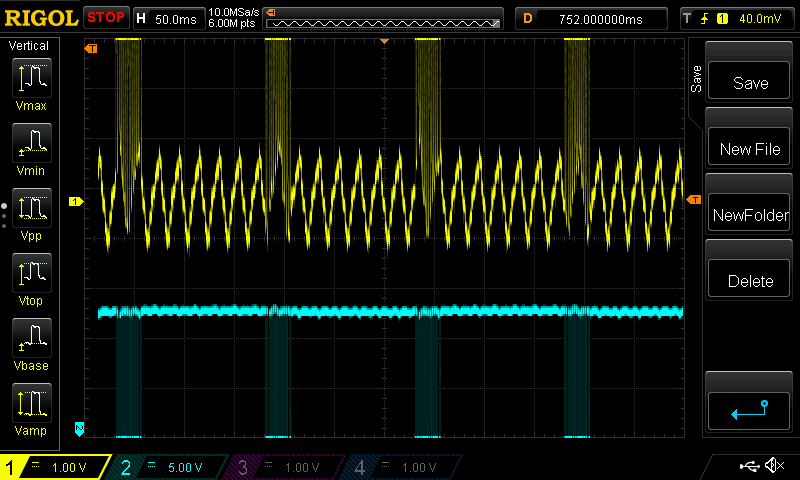 RIGOL STOP H 50.0ms 10.0MSa/s D 752.000000ms T 1 40.0mV
6.00M pts
Vertical
Vmax
Vmin
Vpp
Vtop
Vbase
Vamp
T
1
T
2
Save
Save
New File
NewFolder
Delete
1 = 1.00 V 2 = 5.00 V 3 = 1.00 V 4 = 1.00 V